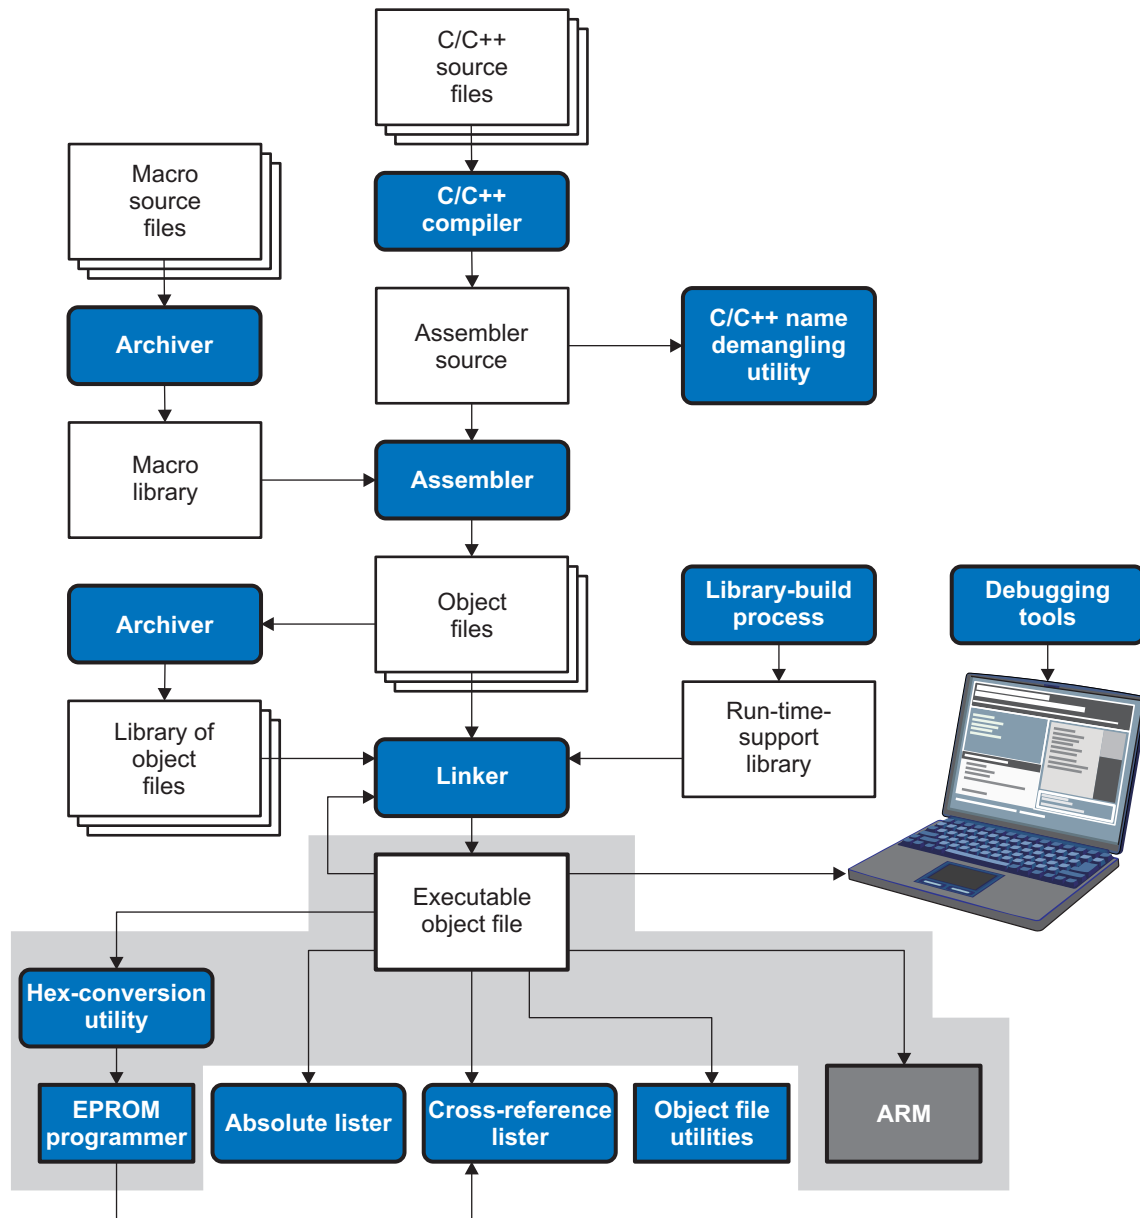 C/C++
source
files
Macro
source
files
C/C++
compiler
Archiver
Assembler
source
C/C++ name
demangling
utility
Macro
library
Assembler
Archiver
Object
files
Library-build
process
Debugging
tools
Library of
object
files
Linker
Run-time-
support
library
Executable
object file
Hex-conversion
utility
EPROM
programmer
Absolute lister
Cross-reference
lister
Object file
utilities
ARM